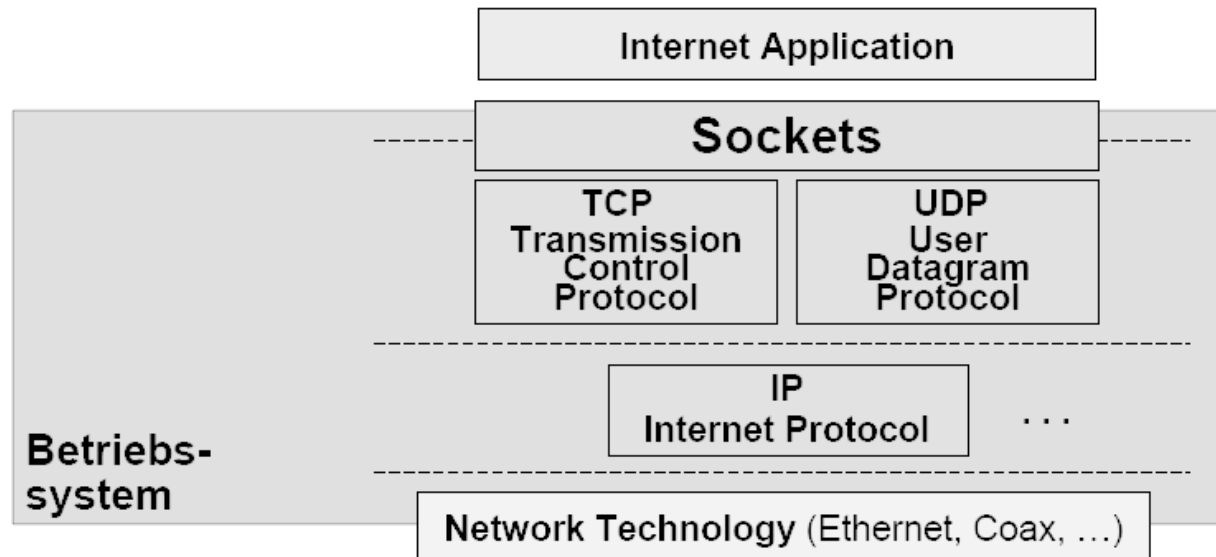 Internet Application
Sockets
TCP
Transmission
Control
Protocol
UDP
User
Datagram
Protocol
IP
Internet Protocol
...
Betriebs-
system
Network Technology (Ethernet, Coax, ...)